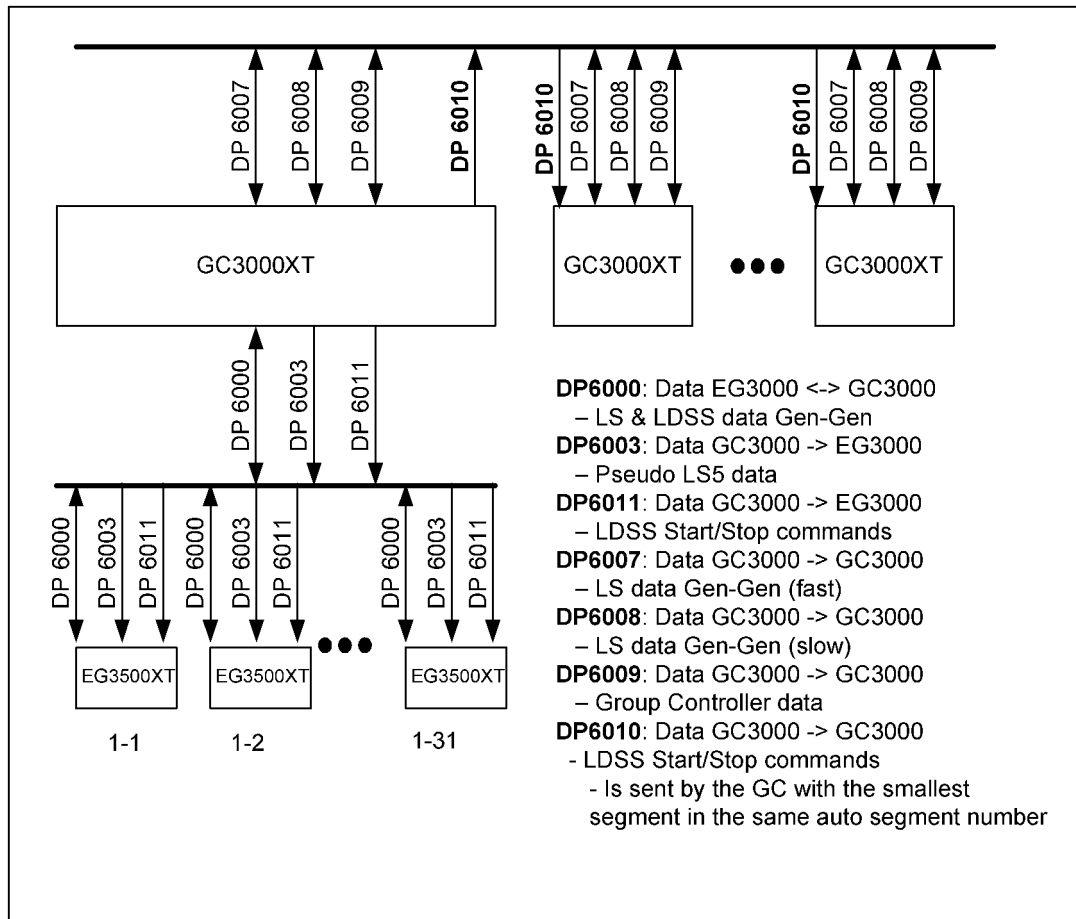 DP 6007
DP 6008
DP 6009
DP 6010
DP 6010
DP 6007
DP 6008
DP 6009
DP 6010
DP 6007
DP 6008
DP 6009
GC3000XT
GC3000XT
GC3000XT
DP 6000
DP 6003
DP 6011
DP 6000
DP 6003
DP 6011
DP 6000
DP 6003
DP 6011
DP 6000
DP 6003
DP 6011
EG3500XT
EG3500XT
EG3500XT
1-1
1-2
1-31
DP6000: Data EG3000 <-> GC3000
– LS & LDSS data Gen-Gen
DP6003: Data GC3000 -> EG3000
– Pseudo LS5 data
DP6011: Data GC3000 -> EG3000
– LDSS Start/Stop commands
DP6007: Data GC3000 -> GC3000
– LS data Gen-Gen (fast)
DP6008: Data GC3000 -> GC3000
– LS data Gen-Gen (slow)
DP6009: Data GC3000 -> GC3000
– Group Controller data
DP6010: Data GC3000 -> GC3000
- LDSS Start/Stop commands
- Is sent by the GC with the smallest
segment in the same auto segment number